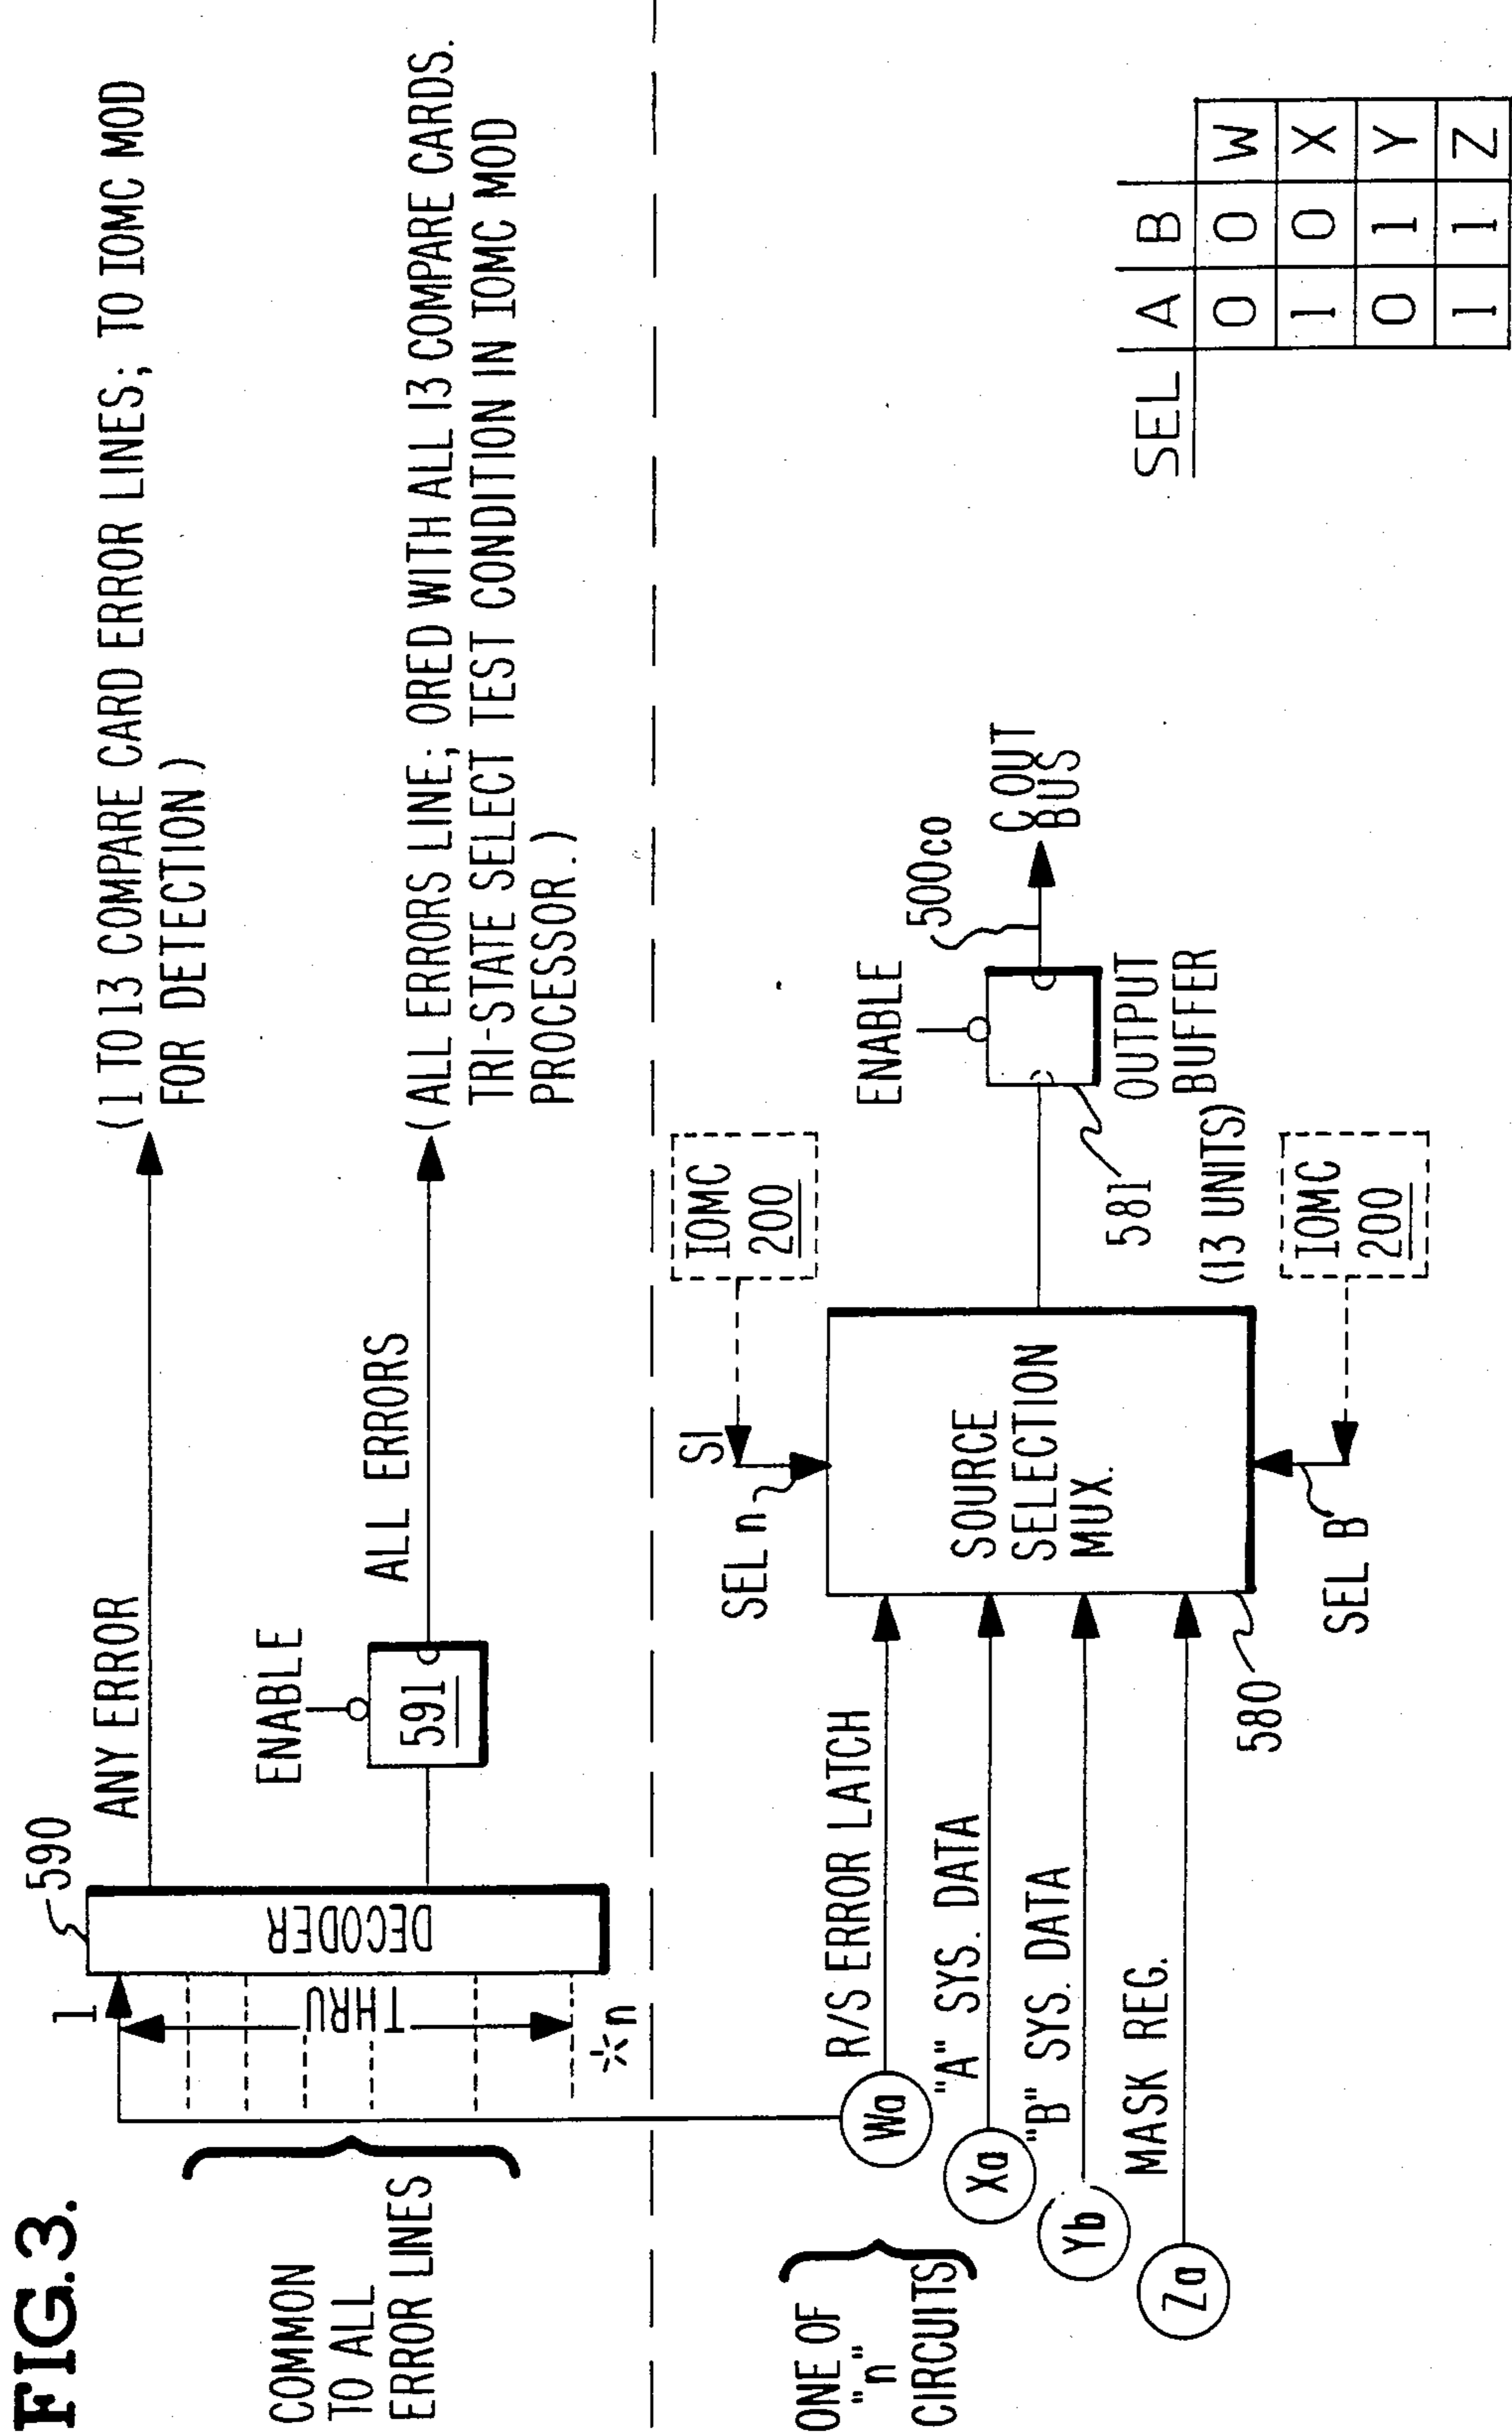 FIG.3.
COMMON
TO ALL
ERROR LINES
1
THRU
*n
DECODER
590
ANY ERROR
(1 TO 13 COMPARE CARD ERROR LINES; TO IOMC MOD
FOR DETECTION)
ENABLE
591
ALL ERRORS
(ALL ERRORS LINE; ORED WITH ALL 13 COMPARE CARDS.
TRI-STATE SELECT TEST CONDITION IN IOMC MOD
PROCESSOR.)
ONE OF
"n"
CIRCUITS
Wa
R/S ERROR LATCH
Xa
"A" SYS. DATA
Yb
"B" SYS. DATA
Za
MASK REG.
580
SOURCE
SELECTION
MUX.
SEL n
S1
IOMC
200
SEL B
IOMC
200
(13 UNITS)
ENABLE
581
OUTPUT
BUFFER
500co
C OUT
BUS
SEL A B
0 0 W
1 0 X
0 1 Y
1 1 Z